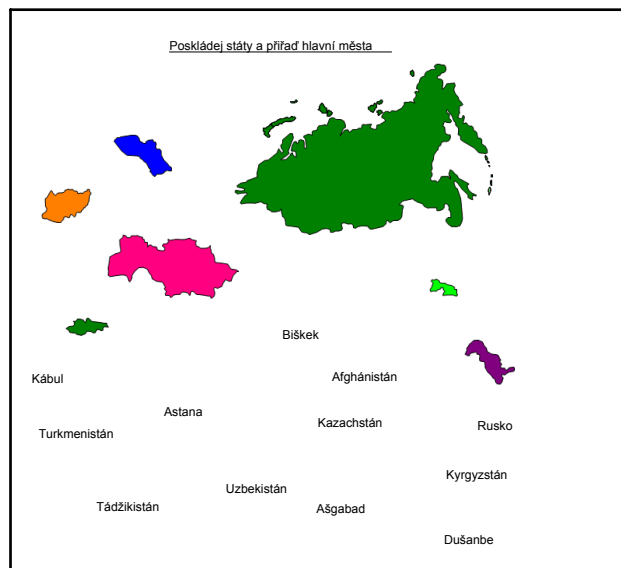 Poskládej státy a přiřaď hlavní města
Biškek
Kábul
Afghánistán
Astana
Kazachstán
Rusko
Turkmenistán
Kyrgyzstán
Uzbekistán
Tádžikistán
Ašgabad
Dušanbe